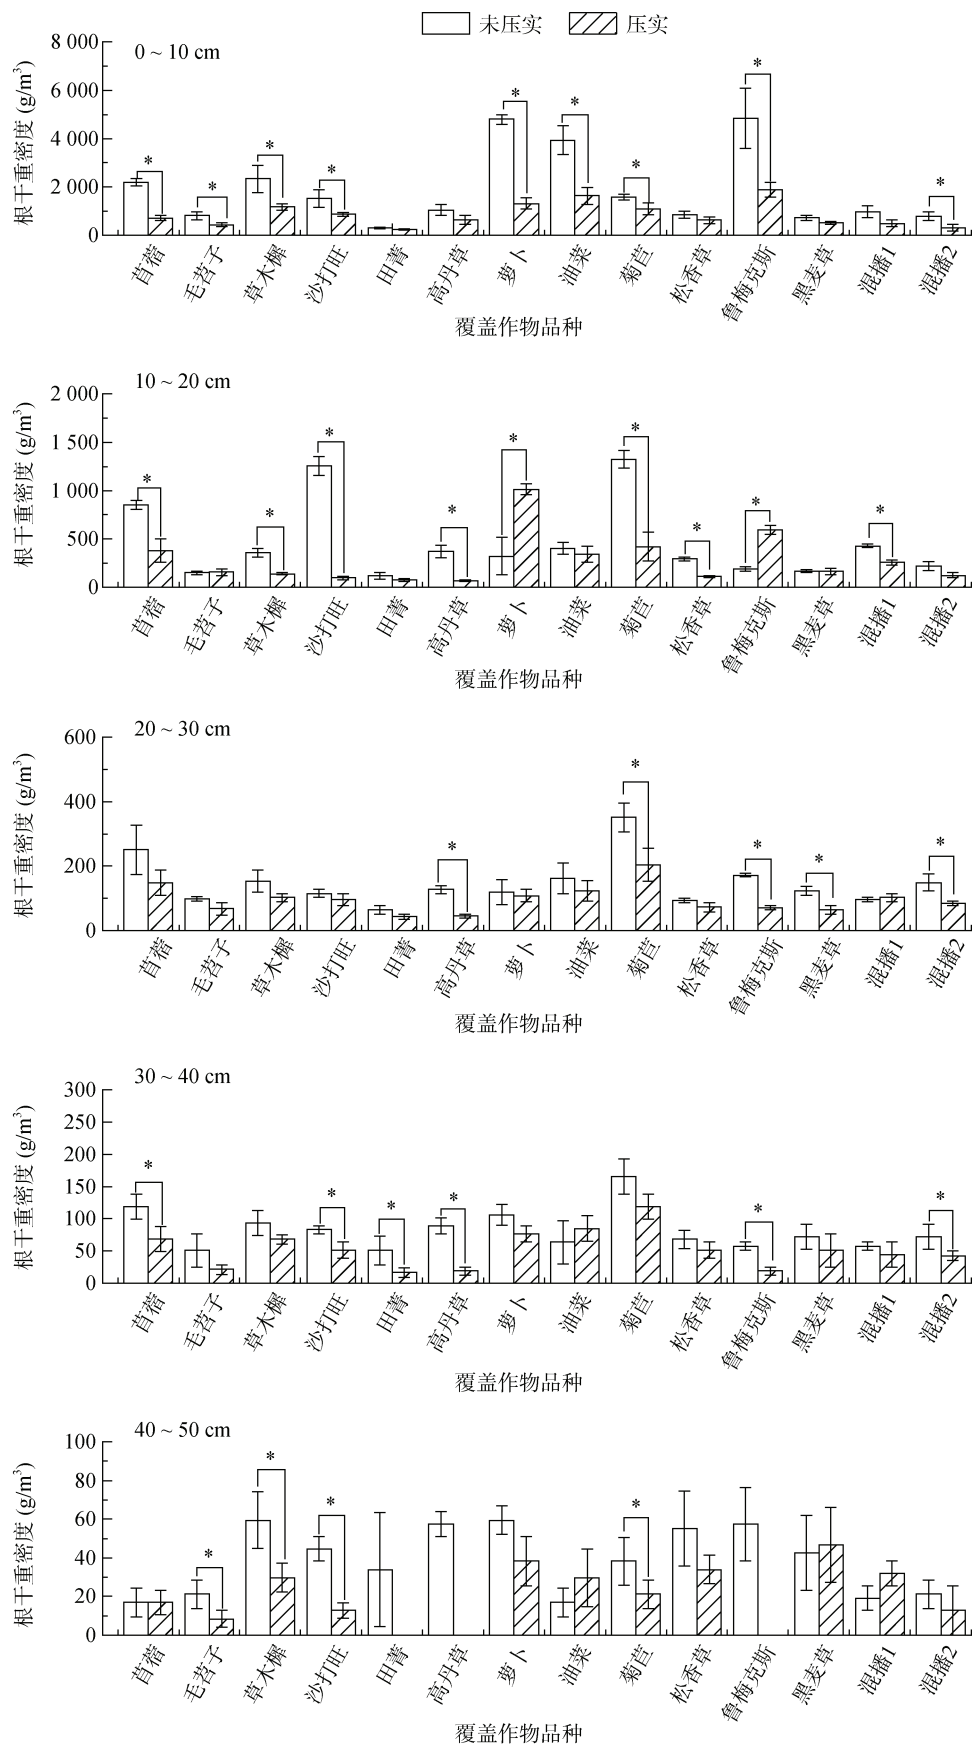 未压实 压实
0 ~ 10 cm
根干重密度 (g/m³)
8 000
6 000
4 000
2 000
0
* * * * * * * * *
苜蓿 毛苕子 草木樨 沙打旺 田菁 高丹草 萝卜 油菜 菊苣 松香草 鲁梅克斯 黑麦草 混播1 混播2
覆盖作物品种
10 ~ 20 cm
根干重密度 (g/m³)
2 000
1 500
1 000
500
0
* * * * * * * * *
苜蓿 毛苕子 草木樨 沙打旺 田菁 高丹草 萝卜 油菜 菊苣 松香草 鲁梅克斯 黑麦草 混播1 混播2
覆盖作物品种
20 ~ 30 cm
根干重密度 (g/m³)
600
400
200
0
* * * * *
苜蓿 毛苕子 草木樨 沙打旺 田菁 高丹草 萝卜 油菜 菊苣 松香草 鲁梅克斯 黑麦草 混播1 混播2
覆盖作物品种
30 ~ 40 cm
根干重密度 (g/m³)
300
250
200
150
100
50
0
* * * * * *
苜蓿 毛苕子 草木樨 沙打旺 田菁 高丹草 萝卜 油菜 菊苣 松香草 鲁梅克斯 黑麦草 混播1 混播2
覆盖作物品种
40 ~ 50 cm
根干重密度 (g/m³)
100
80
60
40
20
0
* * * *
苜蓿 毛苕子 草木樨 沙打旺 田菁 高丹草 萝卜 油菜 菊苣 松香草 鲁梅克斯 黑麦草 混播1 混播2
覆盖作物品种